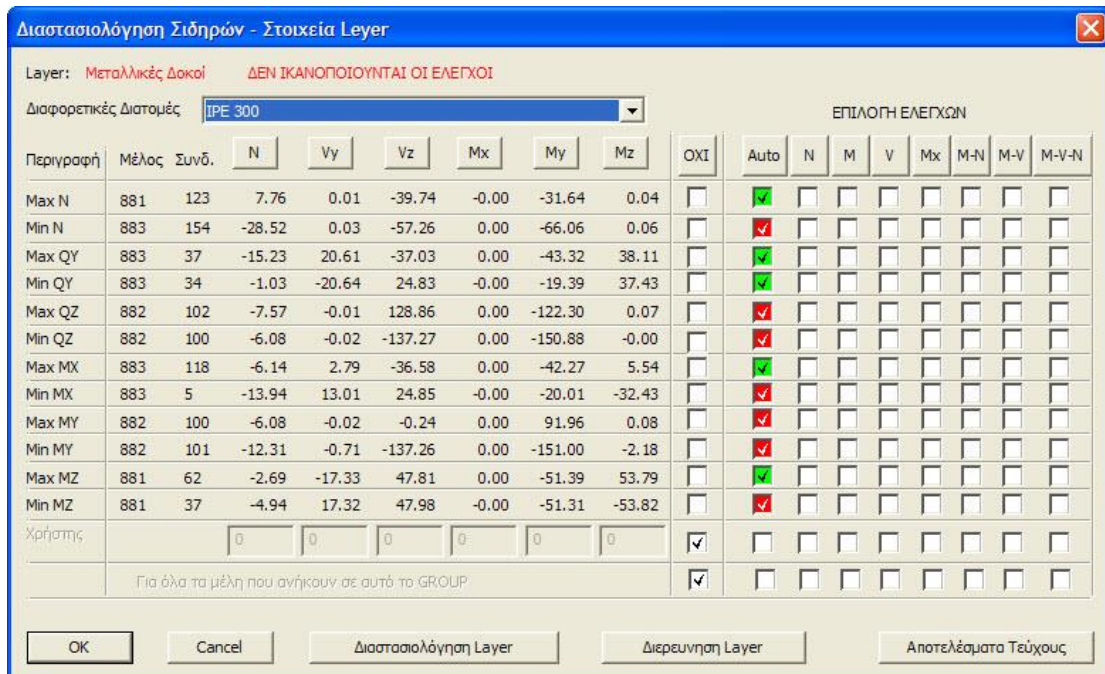 Διαστασιολόγηση Σιδηρών - Στοιχεία Leyer
Layer: Μεταλλικές Δοκοί ΔΕΝ ΙΚΑΝΟΠΟΙΟΥΝΤΑΙ ΟΙ ΕΛΕΓΧΟΙ
Διαφορετικές Διατομές IPE 300 ΕΠΙΛΟΓΗ ΕΛΕΓΧΩΝ
Περιγραφή Μέλος Συνδ. N Vy Vz Mx My Mz ΟΧΙ Auto N M V Mx M-N M-V M-V-N
Max N 881 123 7.76 0.01 -39.74 -0.00 -31.64 0.04
Min N 883 154 -28.52 0.03 -57.26 -0.00 -66.06 0.06
Max QY 883 37 -15.23 20.61 -37.03 0.00 -43.32 38.11
Min QY 883 34 -1.03 -20.64 24.83 -0.00 -19.39 37.43
Max QZ 882 102 -7.57 -0.01 128.86 0.00 -122.30 0.07
Min QZ 882 100 -6.08 -0.02 -137.27 0.00 -150.88 -0.00
Max MX 883 118 -6.14 2.79 -36.58 0.00 -42.27 5.54
Min MX 883 5 -13.94 13.01 24.85 -0.00 -20.01 -32.43
Max MY 882 100 -6.08 -0.02 -0.24 0.00 91.96 0.08
Min MY 882 101 -12.31 -0.71 -137.26 0.00 -151.00 -2.18
Max MZ 881 62 -2.69 -17.33 47.81 0.00 -51.39 53.79
Min MZ 881 37 -4.94 17.32 47.98 -0.00 -51.31 -53.82
Χρήστης 0 0 0 0 0 0
Για όλα τα μέλη που ανήκουν σε αυτό το GROUP
OK Cancel Διαστασιολόγηση Layer Διερευνηση Layer Αποτελέσματα Τεύχους